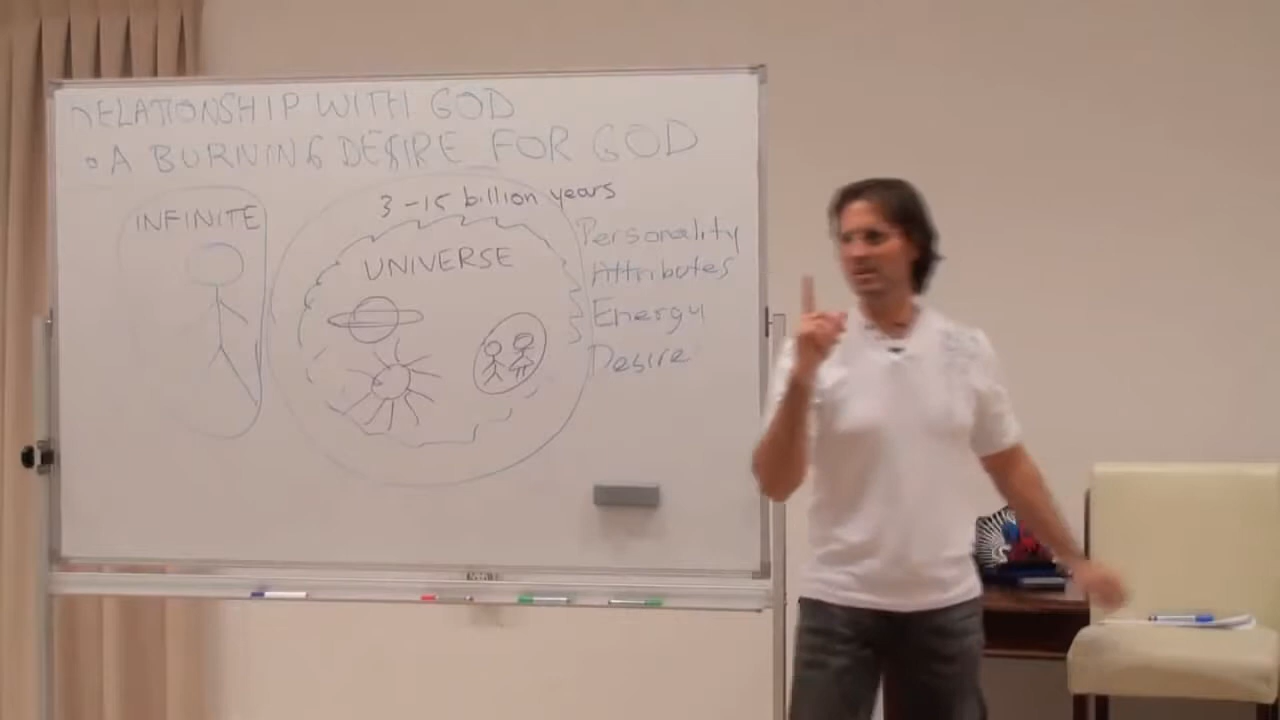 RELATIONSHIP WITH GOD
• A BURNING DESIRE FOR GOD
3-15 billion years
INFINITE
UNIVERSE
Personality
Attributes
Energy
Desire